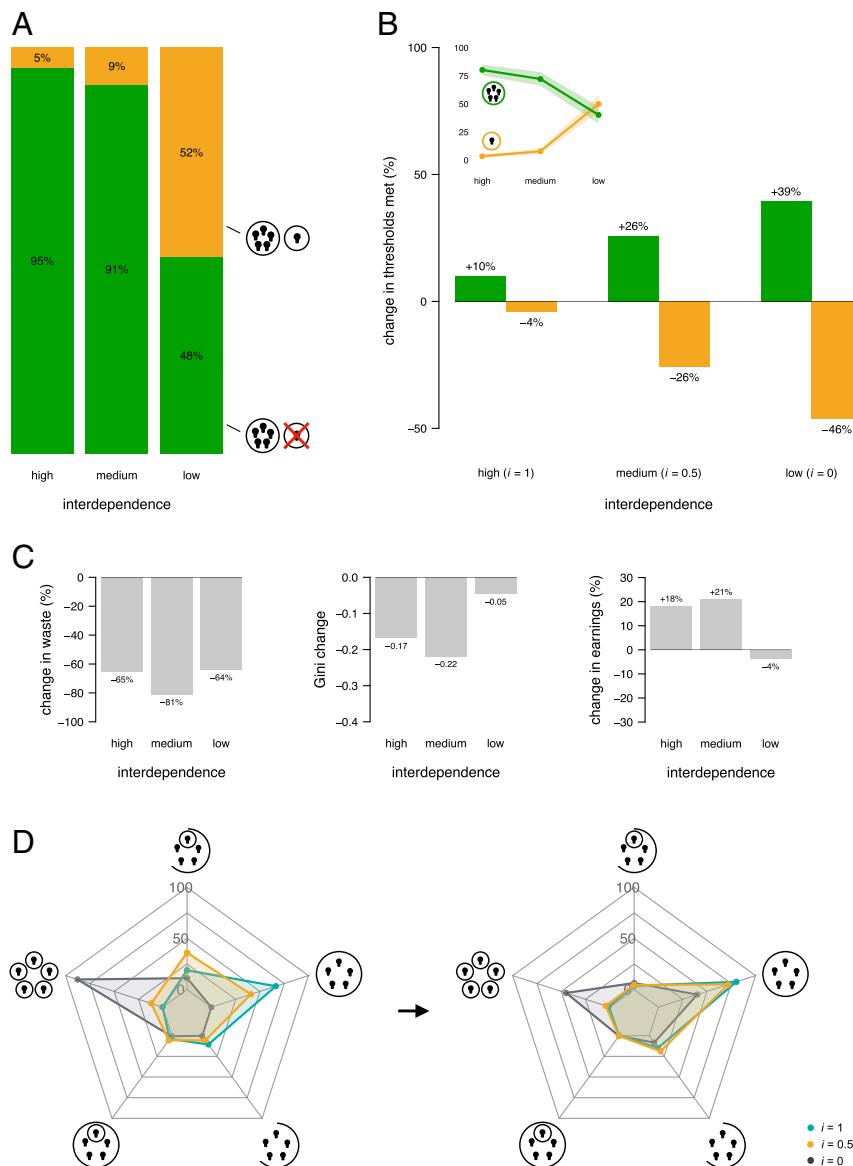 A
5%
9%
52%
95%
91%
48%
high
medium
low
interdependence
B
change in thresholds met (%)
100
50
0
−50
100
75
50
25
0
high
medium
low
+10%
−4%
+26%
−26%
+39%
−46%
high (i = 1)
medium (i = 0.5)
low (i = 0)
interdependence
C
change in waste (%)
0
−20
−40
−60
−80
−100
−65%
−81%
−64%
high
medium
low
interdependence
Gini change
0.0
−0.1
−0.2
−0.3
−0.4
−0.17
−0.22
−0.05
high
medium
low
interdependence
change in earnings (%)
30
20
10
0
−10
−20
−30
+18%
+21%
−4%
high
medium
low
interdependence
D
100
50
0
100
50
0
i = 1
i = 0.5
i = 0